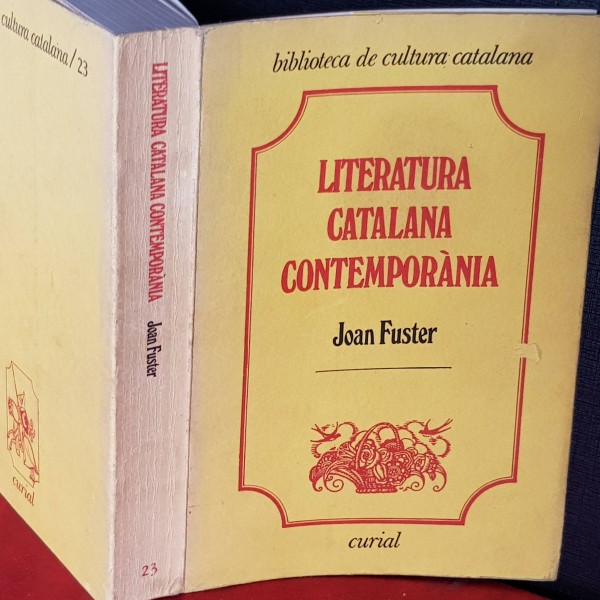 cultura catalana / 23
curial
LITERATURA CATALANA CONTEMPORÀNIA Joan Fuster
23
biblioteca de cultura catalana
LITERATURA
CATALANA
CONTEMPORÀNIA
Joan Fuster
curial